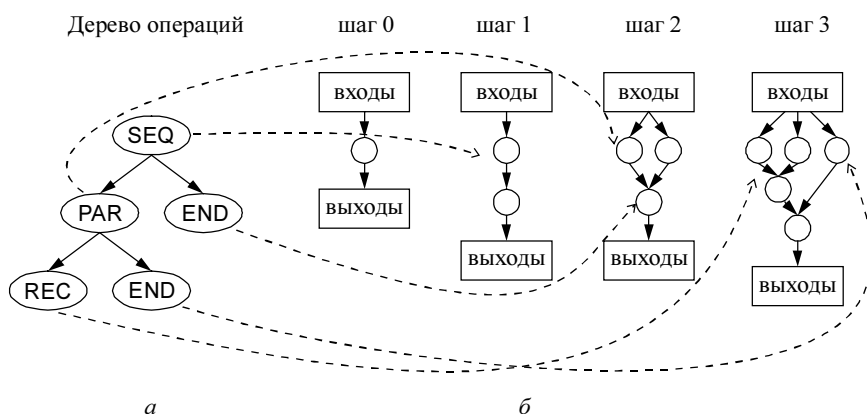 Дерево операций шаг 0 шаг 1 шаг 2 шаг 3
входы входы входы входы
SEQ
PAR END выходы
REC END выходы выходы выходы
а б